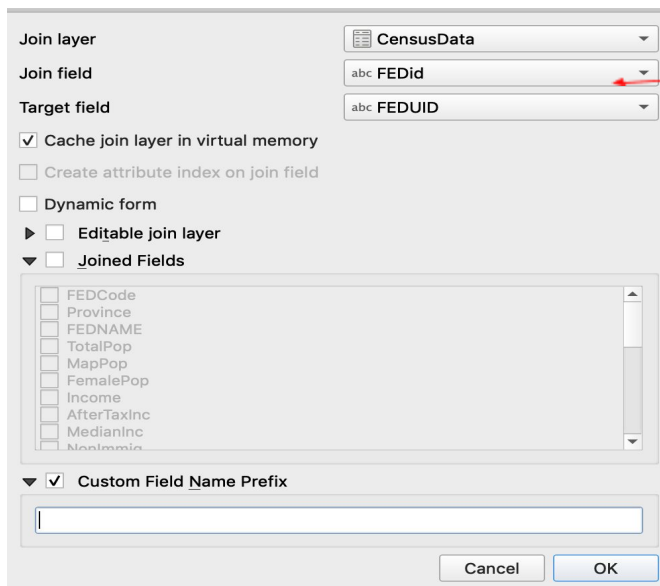 Join layer CensusData
Join field abc FEDid
Target field abc FEDUID
Cache join layer in virtual memory
Create attribute index on join field
Dynamic form
Editable join layer
Joined Fields
FEDCode
Province
FEDNAME
TotalPop
MapPop
FemalePop
Income
AfterTaxInc
MedianInc
NonImmig
Custom Field Name Prefix
Cancel OK